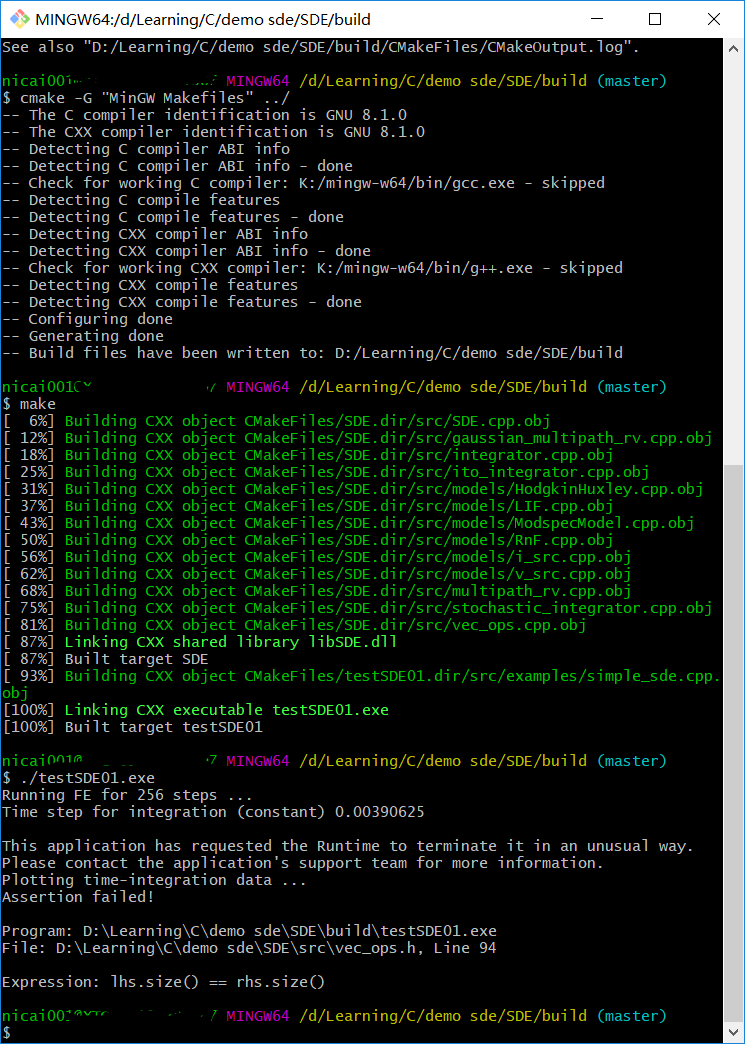 MINGW64:/d/Learning/C/demo sde/SDE/build
See also "D:/Learning/C/demo sde/SDE/build/CMakeFiles/CMakeOutput.log".
nicai001 MINGW64 /d/Learning/C/demo sde/SDE/build (master)
$ cmake -G "MinGW Makefiles" ../
-- The C compiler identification is GNU 8.1.0
-- The CXX compiler identification is GNU 8.1.0
-- Detecting C compiler ABI info
-- Detecting C compiler ABI info - done
-- Check for working C compiler: K:/mingw-w64/bin/gcc.exe - skipped
-- Detecting C compile features
-- Detecting C compile features - done
-- Detecting CXX compiler ABI info
-- Detecting CXX compiler ABI info - done
-- Check for working CXX compiler: K:/mingw-w64/bin/g++.exe - skipped
-- Detecting CXX compile features
-- Detecting CXX compile features - done
-- Configuring done
-- Generating done
-- Build files have been written to: D:/Learning/C/demo sde/SDE/build
nicai001 MINGW64 /d/Learning/C/demo sde/SDE/build (master)
$ make
[  6%] Building CXX object CMakeFiles/SDE.dir/src/SDE.cpp.obj
[ 12%] Building CXX object CMakeFiles/SDE.dir/src/gaussian_multipath_rv.cpp.obj
[ 18%] Building CXX object CMakeFiles/SDE.dir/src/integrator.cpp.obj
[ 25%] Building CXX object CMakeFiles/SDE.dir/src/ito_integrator.cpp.obj
[ 31%] Building CXX object CMakeFiles/SDE.dir/src/models/HodgkinHuxley.cpp.obj
[ 37%] Building CXX object CMakeFiles/SDE.dir/src/models/LIF.cpp.obj
[ 43%] Building CXX object CMakeFiles/SDE.dir/src/models/ModspecModel.cpp.obj
[ 50%] Building CXX object CMakeFiles/SDE.dir/src/models/RnF.cpp.obj
[ 56%] Building CXX object CMakeFiles/SDE.dir/src/models/i_src.cpp.obj
[ 62%] Building CXX object CMakeFiles/SDE.dir/src/models/v_src.cpp.obj
[ 68%] Building CXX object CMakeFiles/SDE.dir/src/multipath_rv.cpp.obj
[ 75%] Building CXX object CMakeFiles/SDE.dir/src/stochastic_integrator.cpp.obj
[ 81%] Building CXX object CMakeFiles/SDE.dir/src/vec_ops.cpp.obj
[ 87%] Linking CXX shared library libSDE.dll
[ 87%] Built target SDE
[ 93%] Building CXX object CMakeFiles/testSDE01.dir/src/examples/simple_sde.cpp.
obj
[100%] Linking CXX executable testSDE01.exe
[100%] Built target testSDE01
nicai001@ MINGW64 /d/Learning/C/demo sde/SDE/build (master)
$ ./testSDE01.exe
Running FE for 256 steps ...
Time step for integration (constant) 0.00390625
This application has requested the Runtime to terminate it in an unusual way.
Please contact the application's support team for more information.
Plotting time-integration data ...
Assertion failed!
Program: D:\Learning\C\demo sde\SDE\build\testSDE01.exe
File: D:\Learning\C\demo sde\SDE\src\vec_ops.h, Line 94
Expression: lhs.size() == rhs.size()
nicai001@ MINGW64 /d/Learning/C/demo sde/SDE/build (master)
$